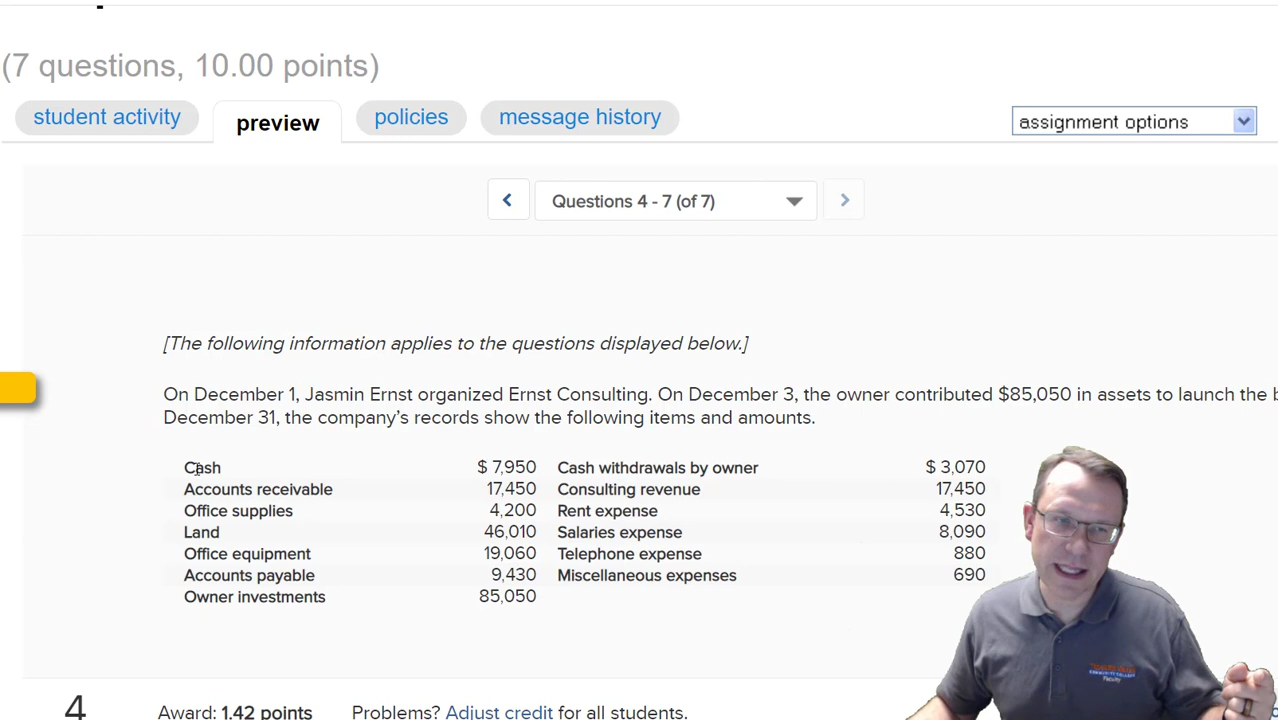 (7 questions, 10.00 points)
student activity preview policies message history assignment options
Questions 4 - 7 (of 7)
[The following information applies to the questions displayed below.]
On December 1, Jasmin Ernst organized Ernst Consulting. On December 3, the owner contributed $85,050 in assets to launch the b
December 31, the company's records show the following items and amounts.
Cash $ 7,950 Cash withdrawals by owner $ 3,070
Accounts receivable 17,450 Consulting revenue 17,450
Office supplies 4,200 Rent expense 4,530
Land 46,010 Salaries expense 8,090
Office equipment 19,060 Telephone expense 880
Accounts payable 9,430 Miscellaneous expenses 690
Owner investments 85,050
4 Award: 1.42 points Problems? Adjust credit for all students.